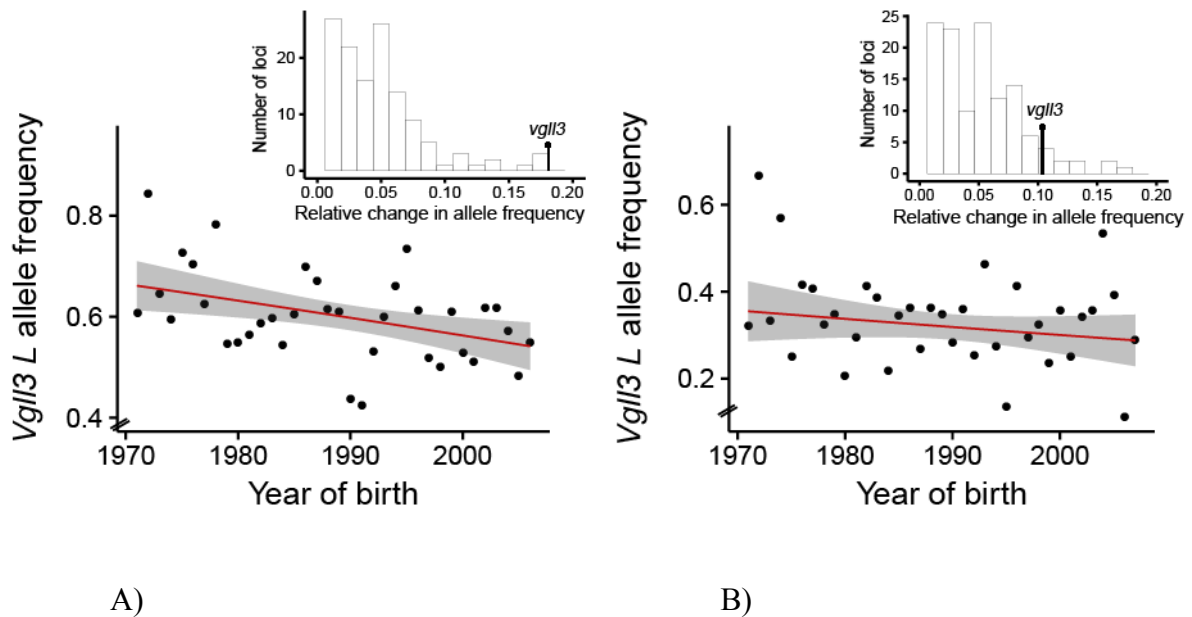 Number of loci
20
10
0
vgll3
0.00 0.05 0.10 0.15 0.20
Relative change in allele frequency
Vgll3 L allele frequency
0.8
0.6
0.4
1970 1980 1990 2000
Year of birth
A)
Number of loci
25
20
15
10
5
0
vgll3
0.00 0.05 0.10 0.15 0.20
Relative change in allele frequency
Vgll3 L allele frequency
0.6
0.4
0.2
1970 1980 1990 2000
Year of birth
B)